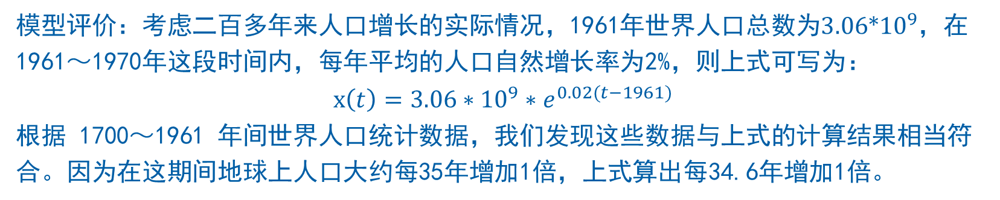 模型评价：考虑二百多年来人口增长的实际情况，1961年世界人口总数为3.06*10⁹，在
1961～1970年这段时间内，每年平均的人口自然增长率为2%，则上式可写为：
x(t) = 3.06 * 10⁹ * e^{0.02(t−1961)}
根据 1700～1961 年间世界人口统计数据，我们发现这些数据与上式的计算结果相当符
合。因为在这期间地球上人口大约每35年增加1倍，上式算出每34.6年增加1倍。